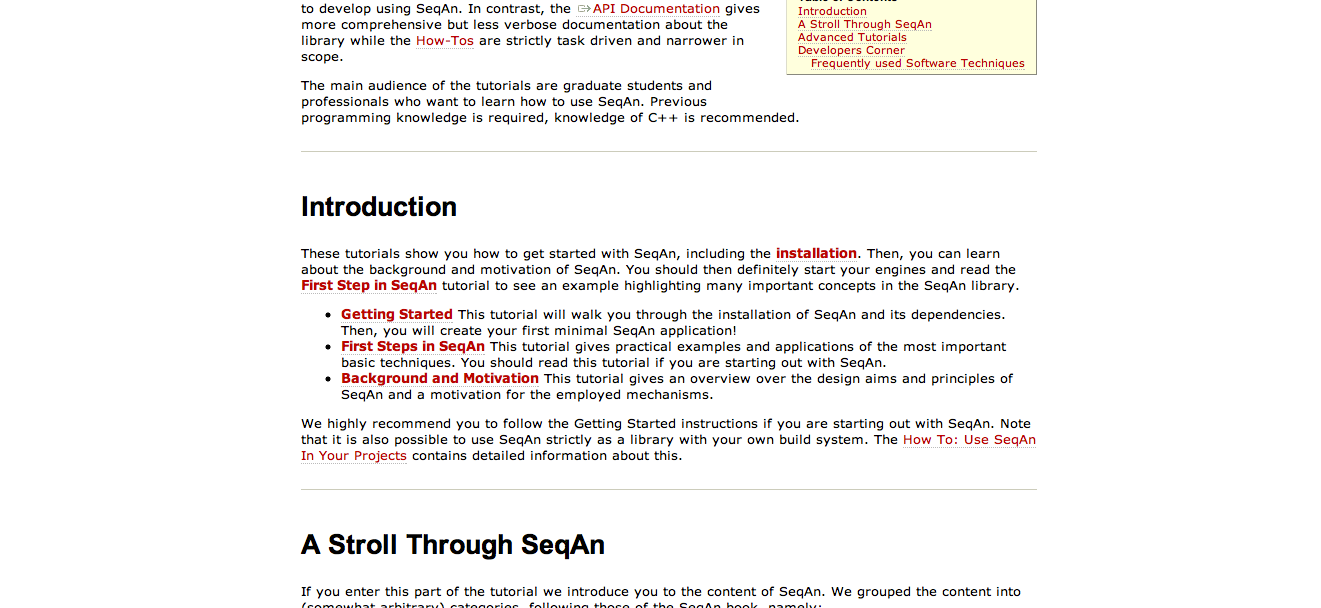 to develop using SeqAn. In contrast, the API Documentation gives
more comprehensive but less verbose documentation about the
library while the How-Tos are strictly task driven and narrower in
scope.
Table of Contents
Introduction
A Stroll Through SeqAn
Advanced Tutorials
Developers Corner
Frequently used Software Techniques
The main audience of the tutorials are graduate students and
professionals who want to learn how to use SeqAn. Previous
programming knowledge is required, knowledge of C++ is recommended.
Introduction
These tutorials show you how to get started with SeqAn, including the installation. Then, you can learn
about the background and motivation of SeqAn. You should then definitely start your engines and read the
First Step in SeqAn tutorial to see an example highlighting many important concepts in the SeqAn library.
• Getting Started This tutorial will walk you through the installation of SeqAn and its dependencies.
Then, you will create your first minimal SeqAn application!
• First Steps in SeqAn This tutorial gives practical examples and applications of the most important
basic techniques. You should read this tutorial if you are starting out with SeqAn.
• Background and Motivation This tutorial gives an overview over the design aims and principles of
SeqAn and a motivation for the employed mechanisms.
We highly recommend you to follow the Getting Started instructions if you are starting out with SeqAn. Note
that it is also possible to use SeqAn strictly as a library with your own build system. The How To: Use SeqAn
In Your Projects contains detailed information about this.
A Stroll Through SeqAn
If you enter this part of the tutorial we introduce you to the content of SeqAn. We grouped the content into
(somewhat arbitrary) categories, following those of the SeqAn book, namely: